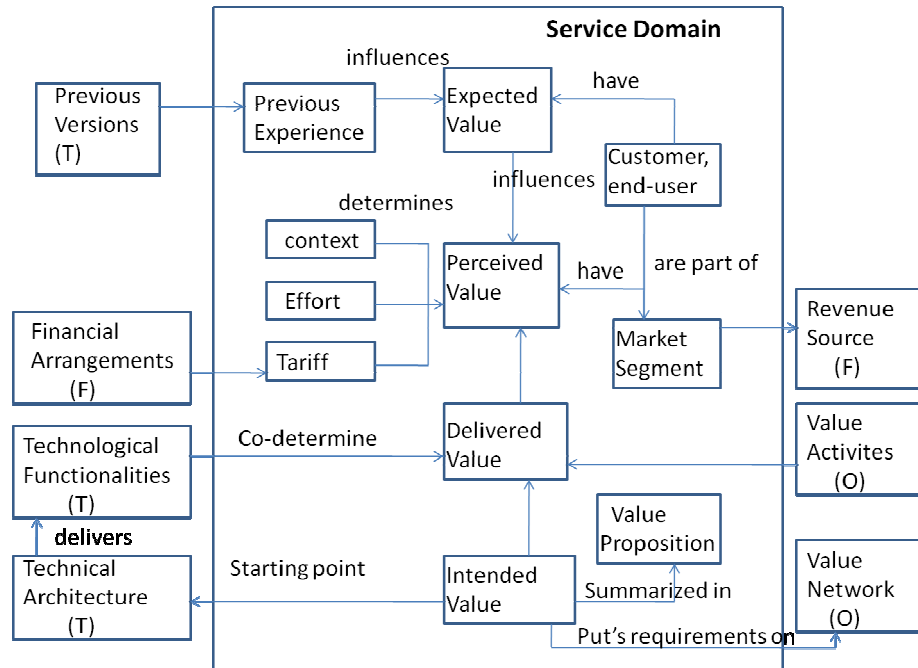 Service Domain
influences
have
Previous
Versions
(T)
Previous
Experience
Expected
Value
Customer,
end-user
influences
determines
context
Effort
Tariff
Perceived
Value
have
are part of
Financial
Arrangements
(F)
Market
Segment
Revenue
Source
(F)
Technological
Functionalities
(T)
Co-determine
Delivered
Value
Value
Activites
(O)
delivers
Value
Proposition
Technical
Architecture
(T)
Starting point
Intended
Value
Summarized in
Value
Network
(O)
Put's requirements on